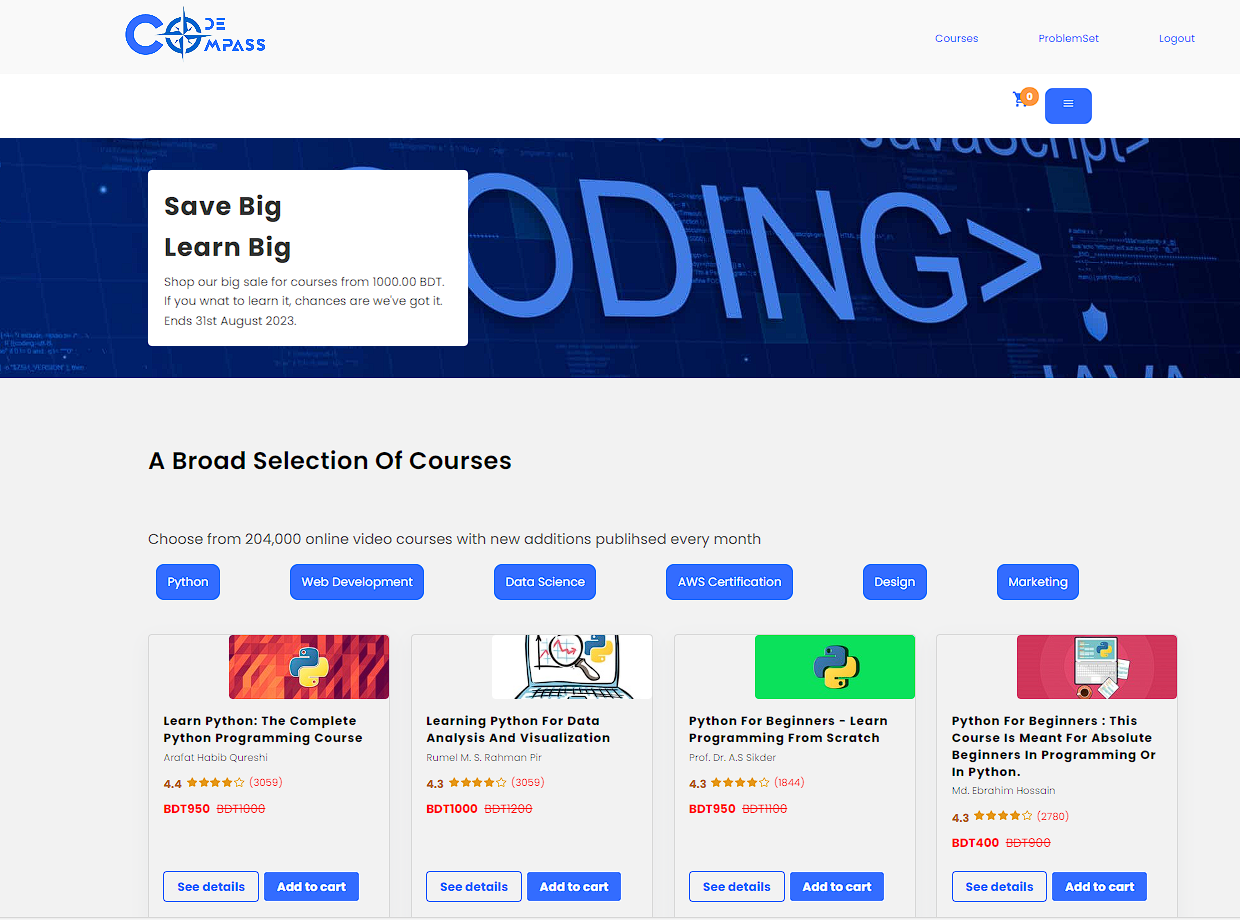 CODE
COMPASS
Courses
ProblemSet
Logout
0
JavaScript>
ODING>
JAVA
Save Big
Learn Big
Shop our big sale for courses from 1000.00 BDT.
If you wnat to learn it, chances are we've got it.
Ends 31st August 2023.
A Broad Selection Of Courses
Choose from 204,000 online video courses with new additions publihsed every month
Python
Web Development
Data Science
AWS Certification
Design
Marketing
Learn Python: The Complete
Python Programming Course
Arafat Habib Qureshi
4.4 (3059)
BDT950 BDT1000
See details
Add to cart
Learning Python For Data
Analysis And Visualization
Rumel M. S. Rahman Pir
4.3 (3059)
BDT1000 BDT1200
See details
Add to cart
Python For Beginners - Learn
Programming From Scratch
Prof. Dr. A.S Sikder
4.3 (1844)
BDT950 BDT1100
See details
Add to cart
Python For Beginners : This
Course Is Meant For Absolute
Beginners In Programming Or
In Python.
Md. Ebrahim Hossain
4.3 (2780)
BDT400 BDT900
See details
Add to cart